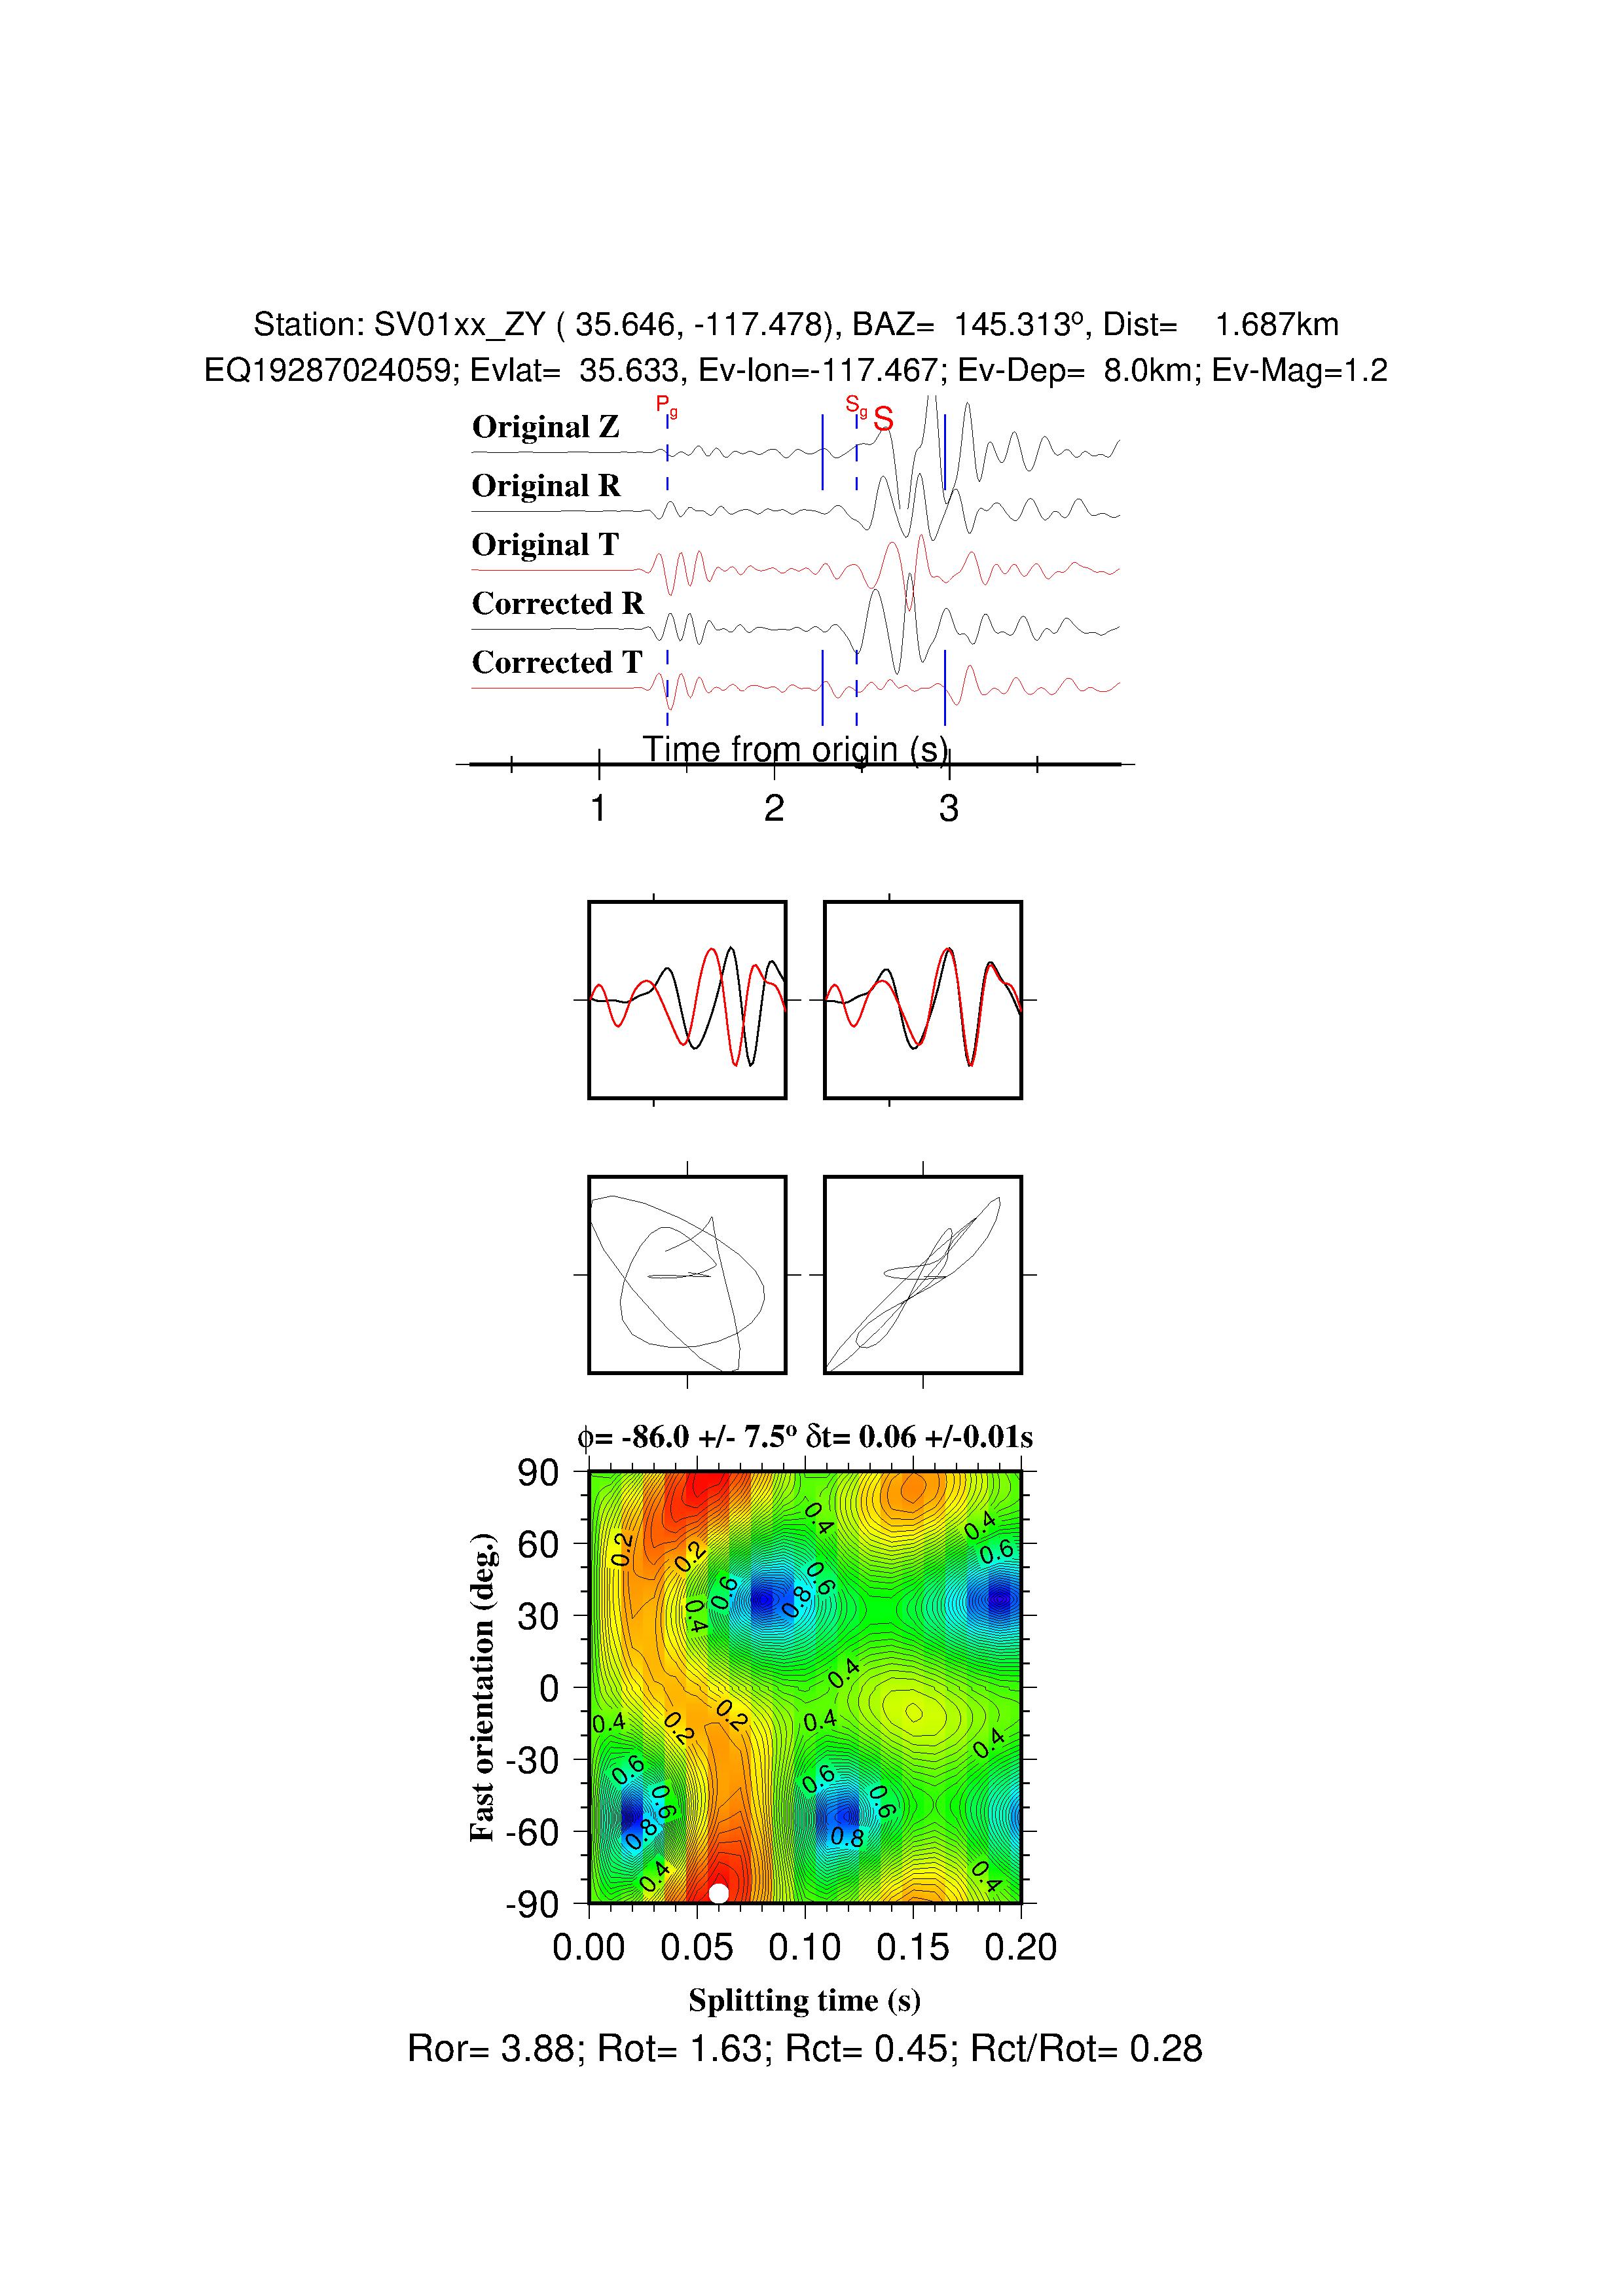 Station: SV01xx_ZY ( 35.646, -117.478), BAZ= 145.313º, Dist= 1.687km
EQ19287024059; Evlat= 35.633, Ev-lon=-117.467; Ev-Dep= 8.0km; Ev-Mag=1.2
Pg Sg S
Original Z
Original R
Original T
Corrected R
Corrected T
Time from origin (s)
1 2 3
ϕ= -86.0 +/- 7.5º δt= 0.06 +/-0.01s
90
60
30
0
-30
-60
-90
Fast orientation (deg.)
0.4
0.4
0.2
0.2
0.6
0.6
0.6
0.8
0.4
0.4
0.2
0.4
0.2
0.4
0.4
0.6
0.6
0.6
0.6
0.8
0.8
0.4
0.4
0.00 0.05 0.10 0.15 0.20
Splitting time (s)
Ror= 3.88; Rot= 1.63; Rct= 0.45; Rct/Rot= 0.28